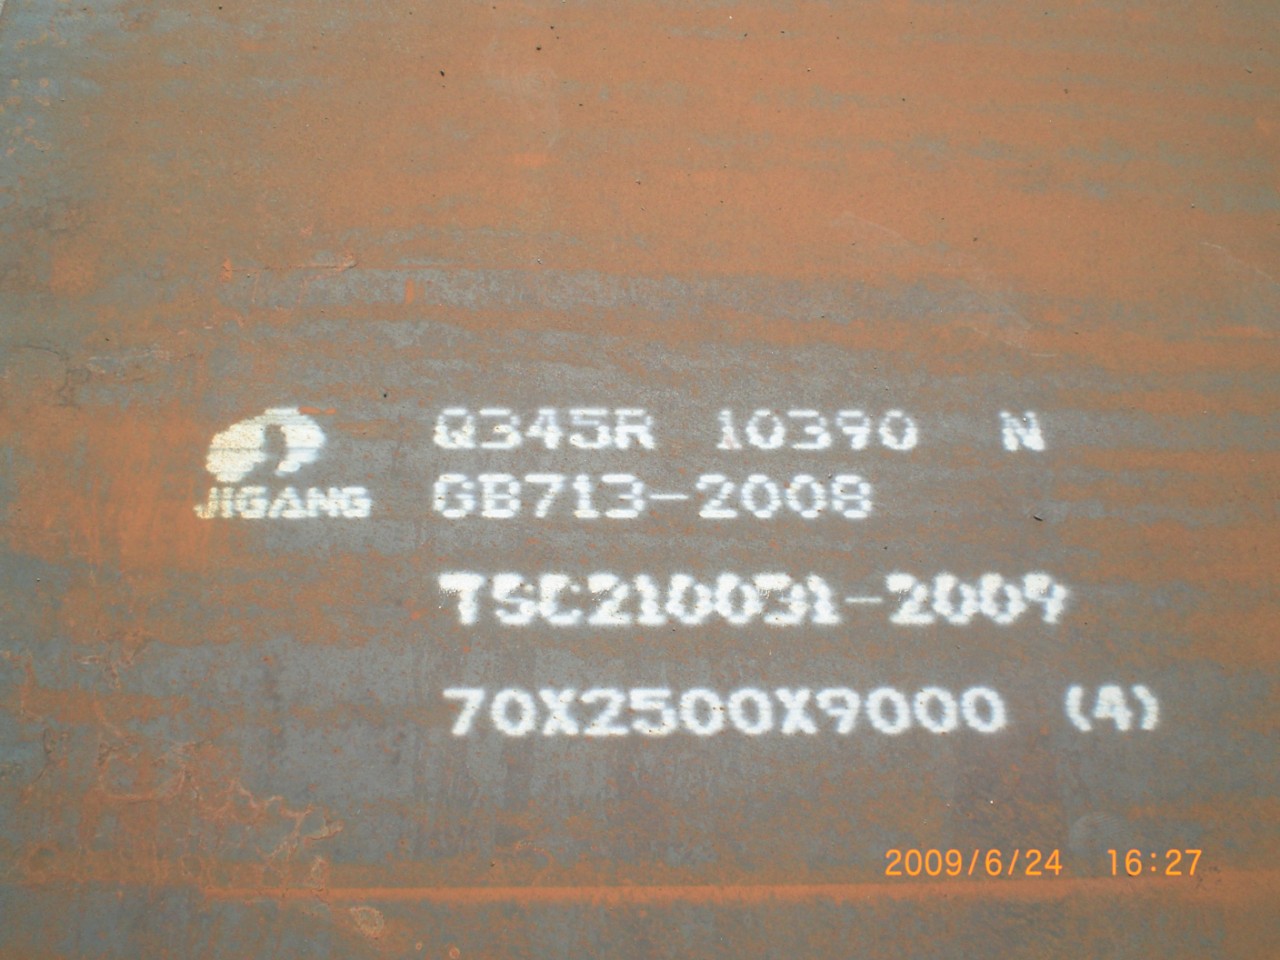 JIGANG
Q345R 10390 N
GB713-2008
TSC210031-2009
70X2500X9000 (4)
2009/6/24 16:27